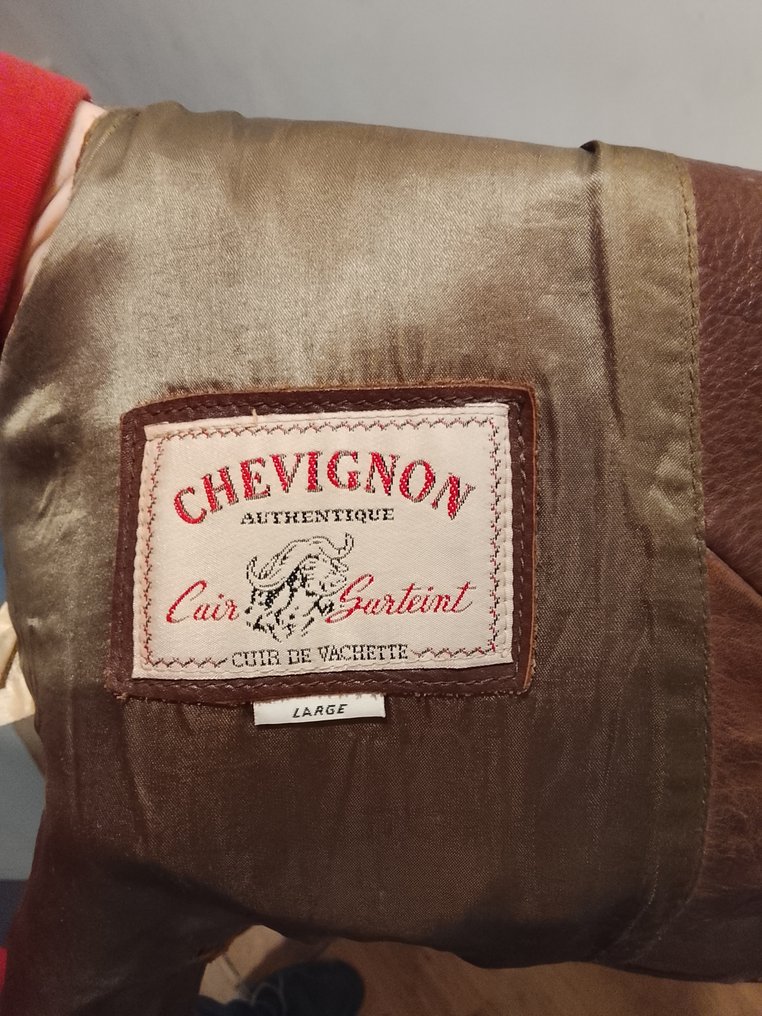 CHEVIGNON
AUTHENTIQUE
Cuir Surteint
CUIR DE VACHETTE
LARGE